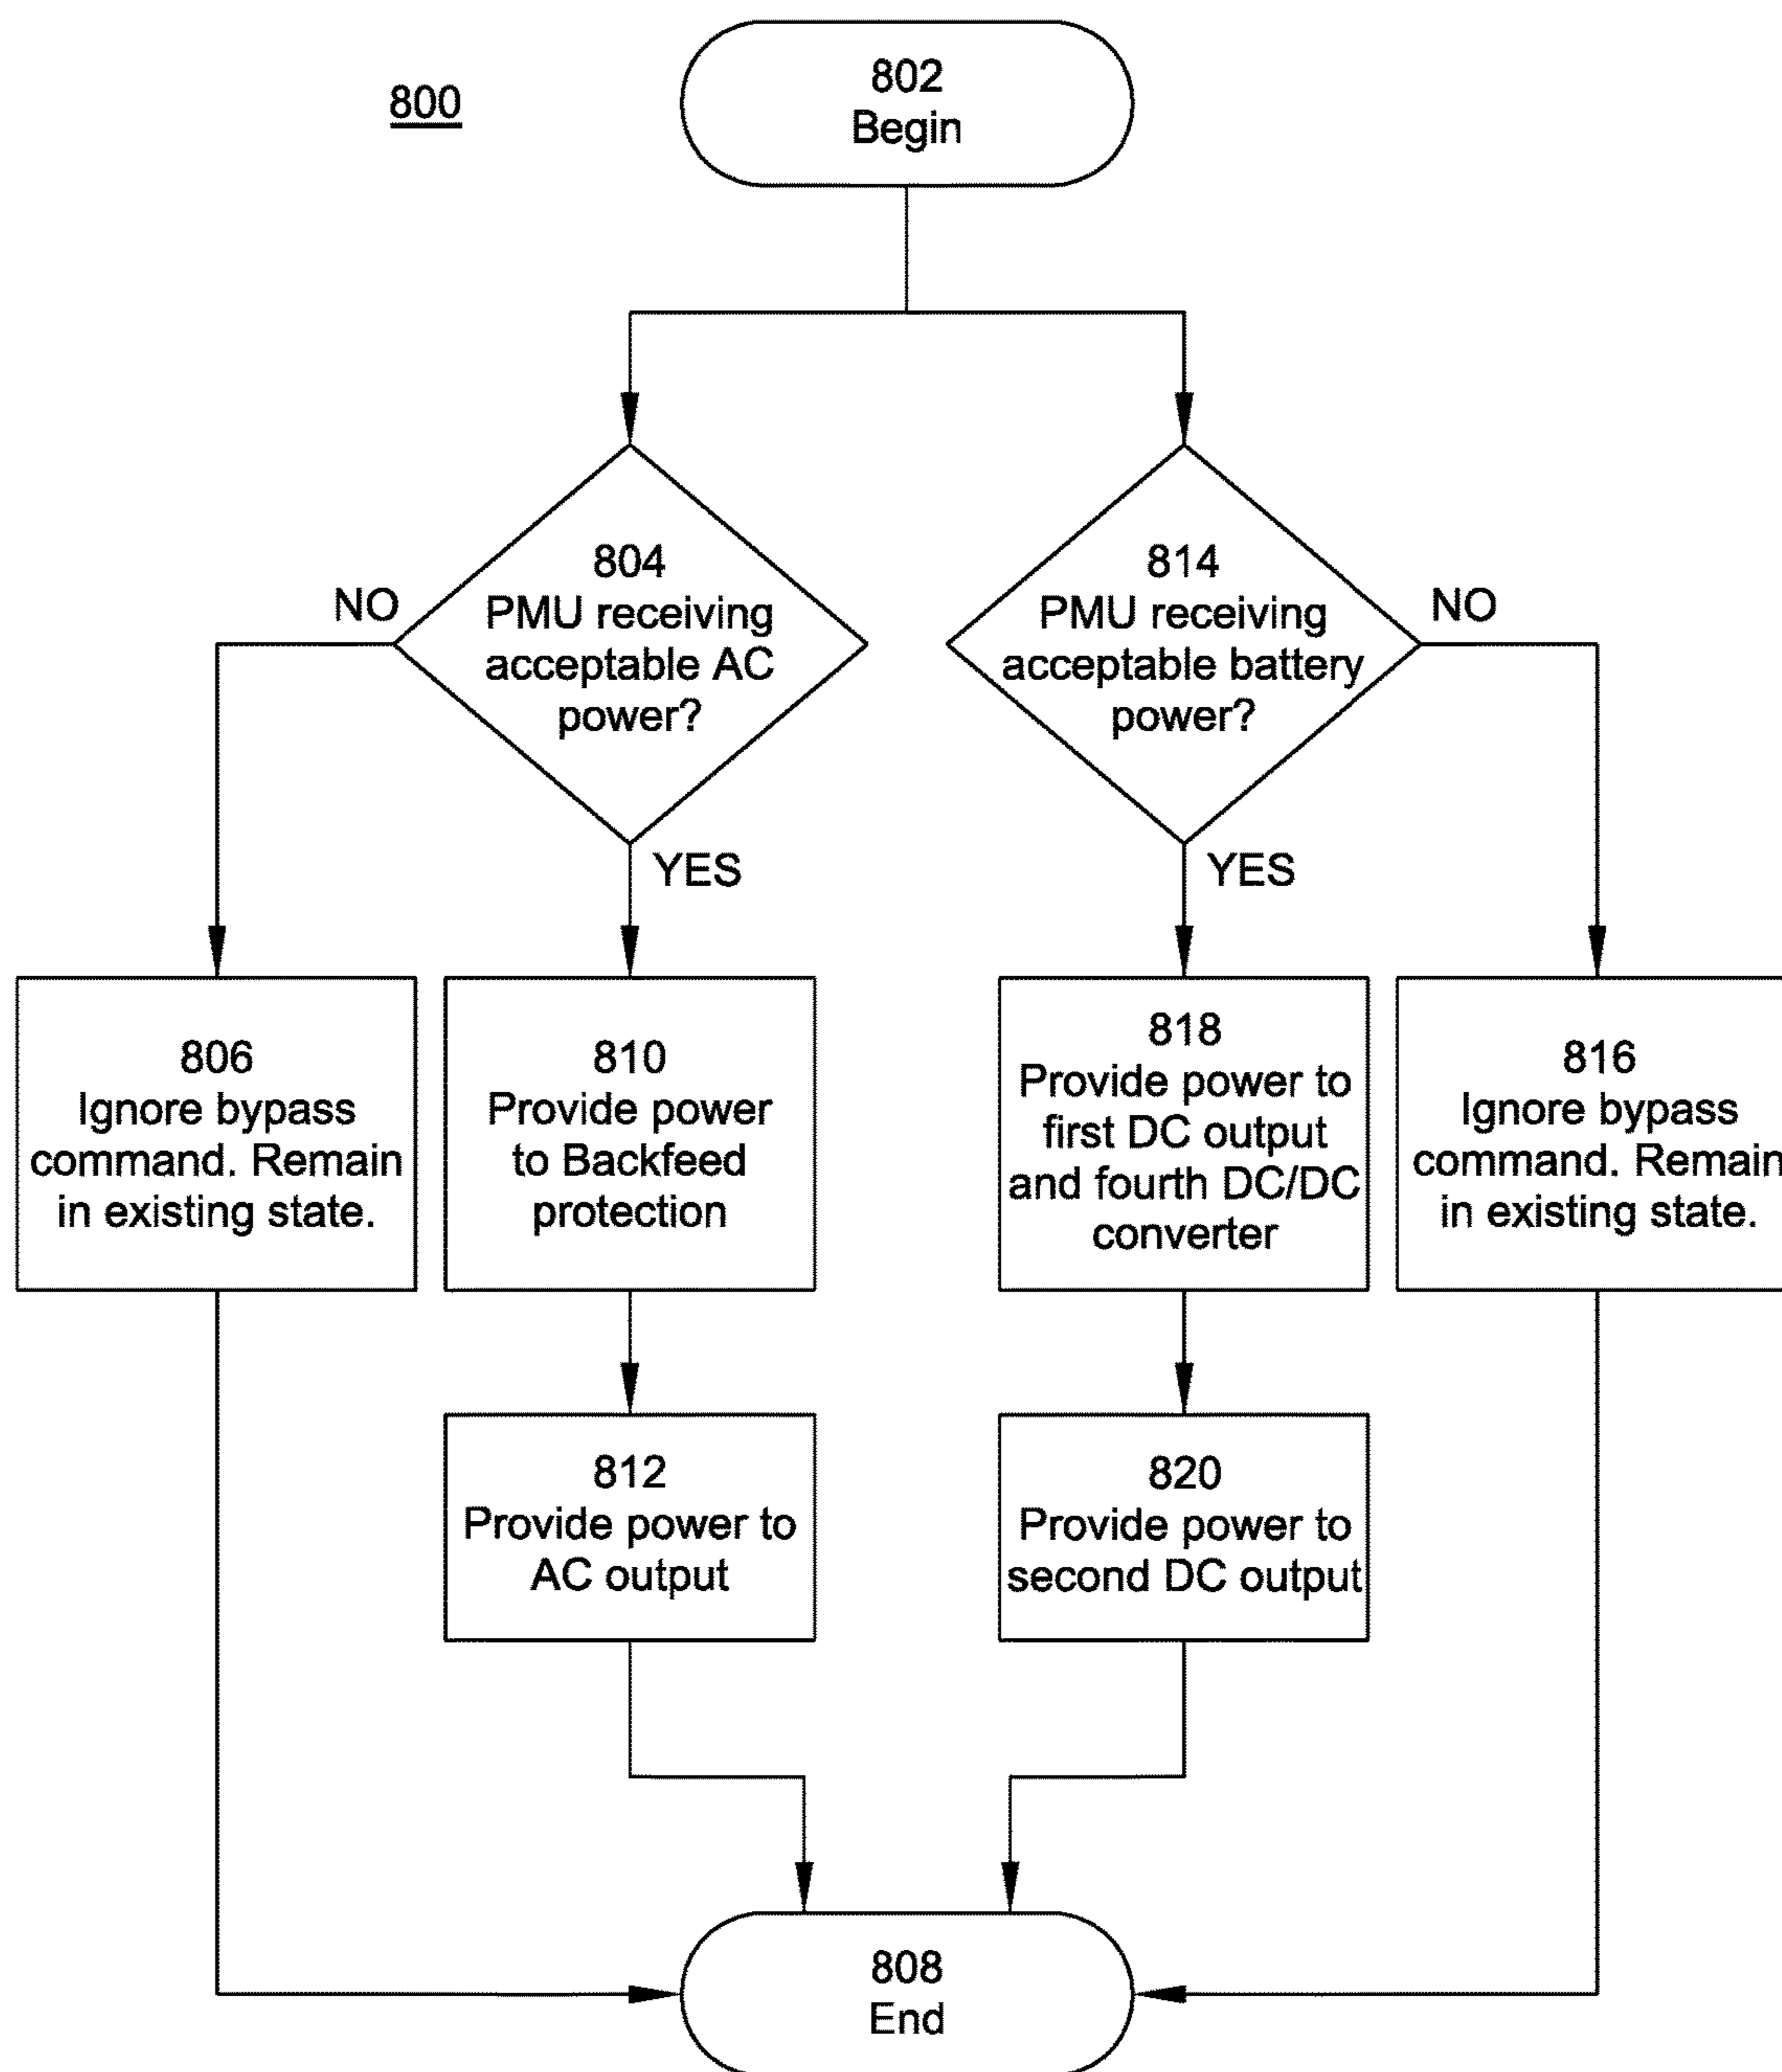 800
802
Begin
804
PMU receiving
acceptable AC
power?
NO
YES
814
PMU receiving
acceptable battery
power?
NO
YES
806
Ignore bypass
command. Remain
in existing state.
810
Provide power
to Backfeed
protection
818
Provide power to
first DC output
and fourth DC/DC
converter
816
Ignore bypass
command. Remain
in existing state.
812
Provide power to
AC output
820
Provide power to
second DC output
808
End